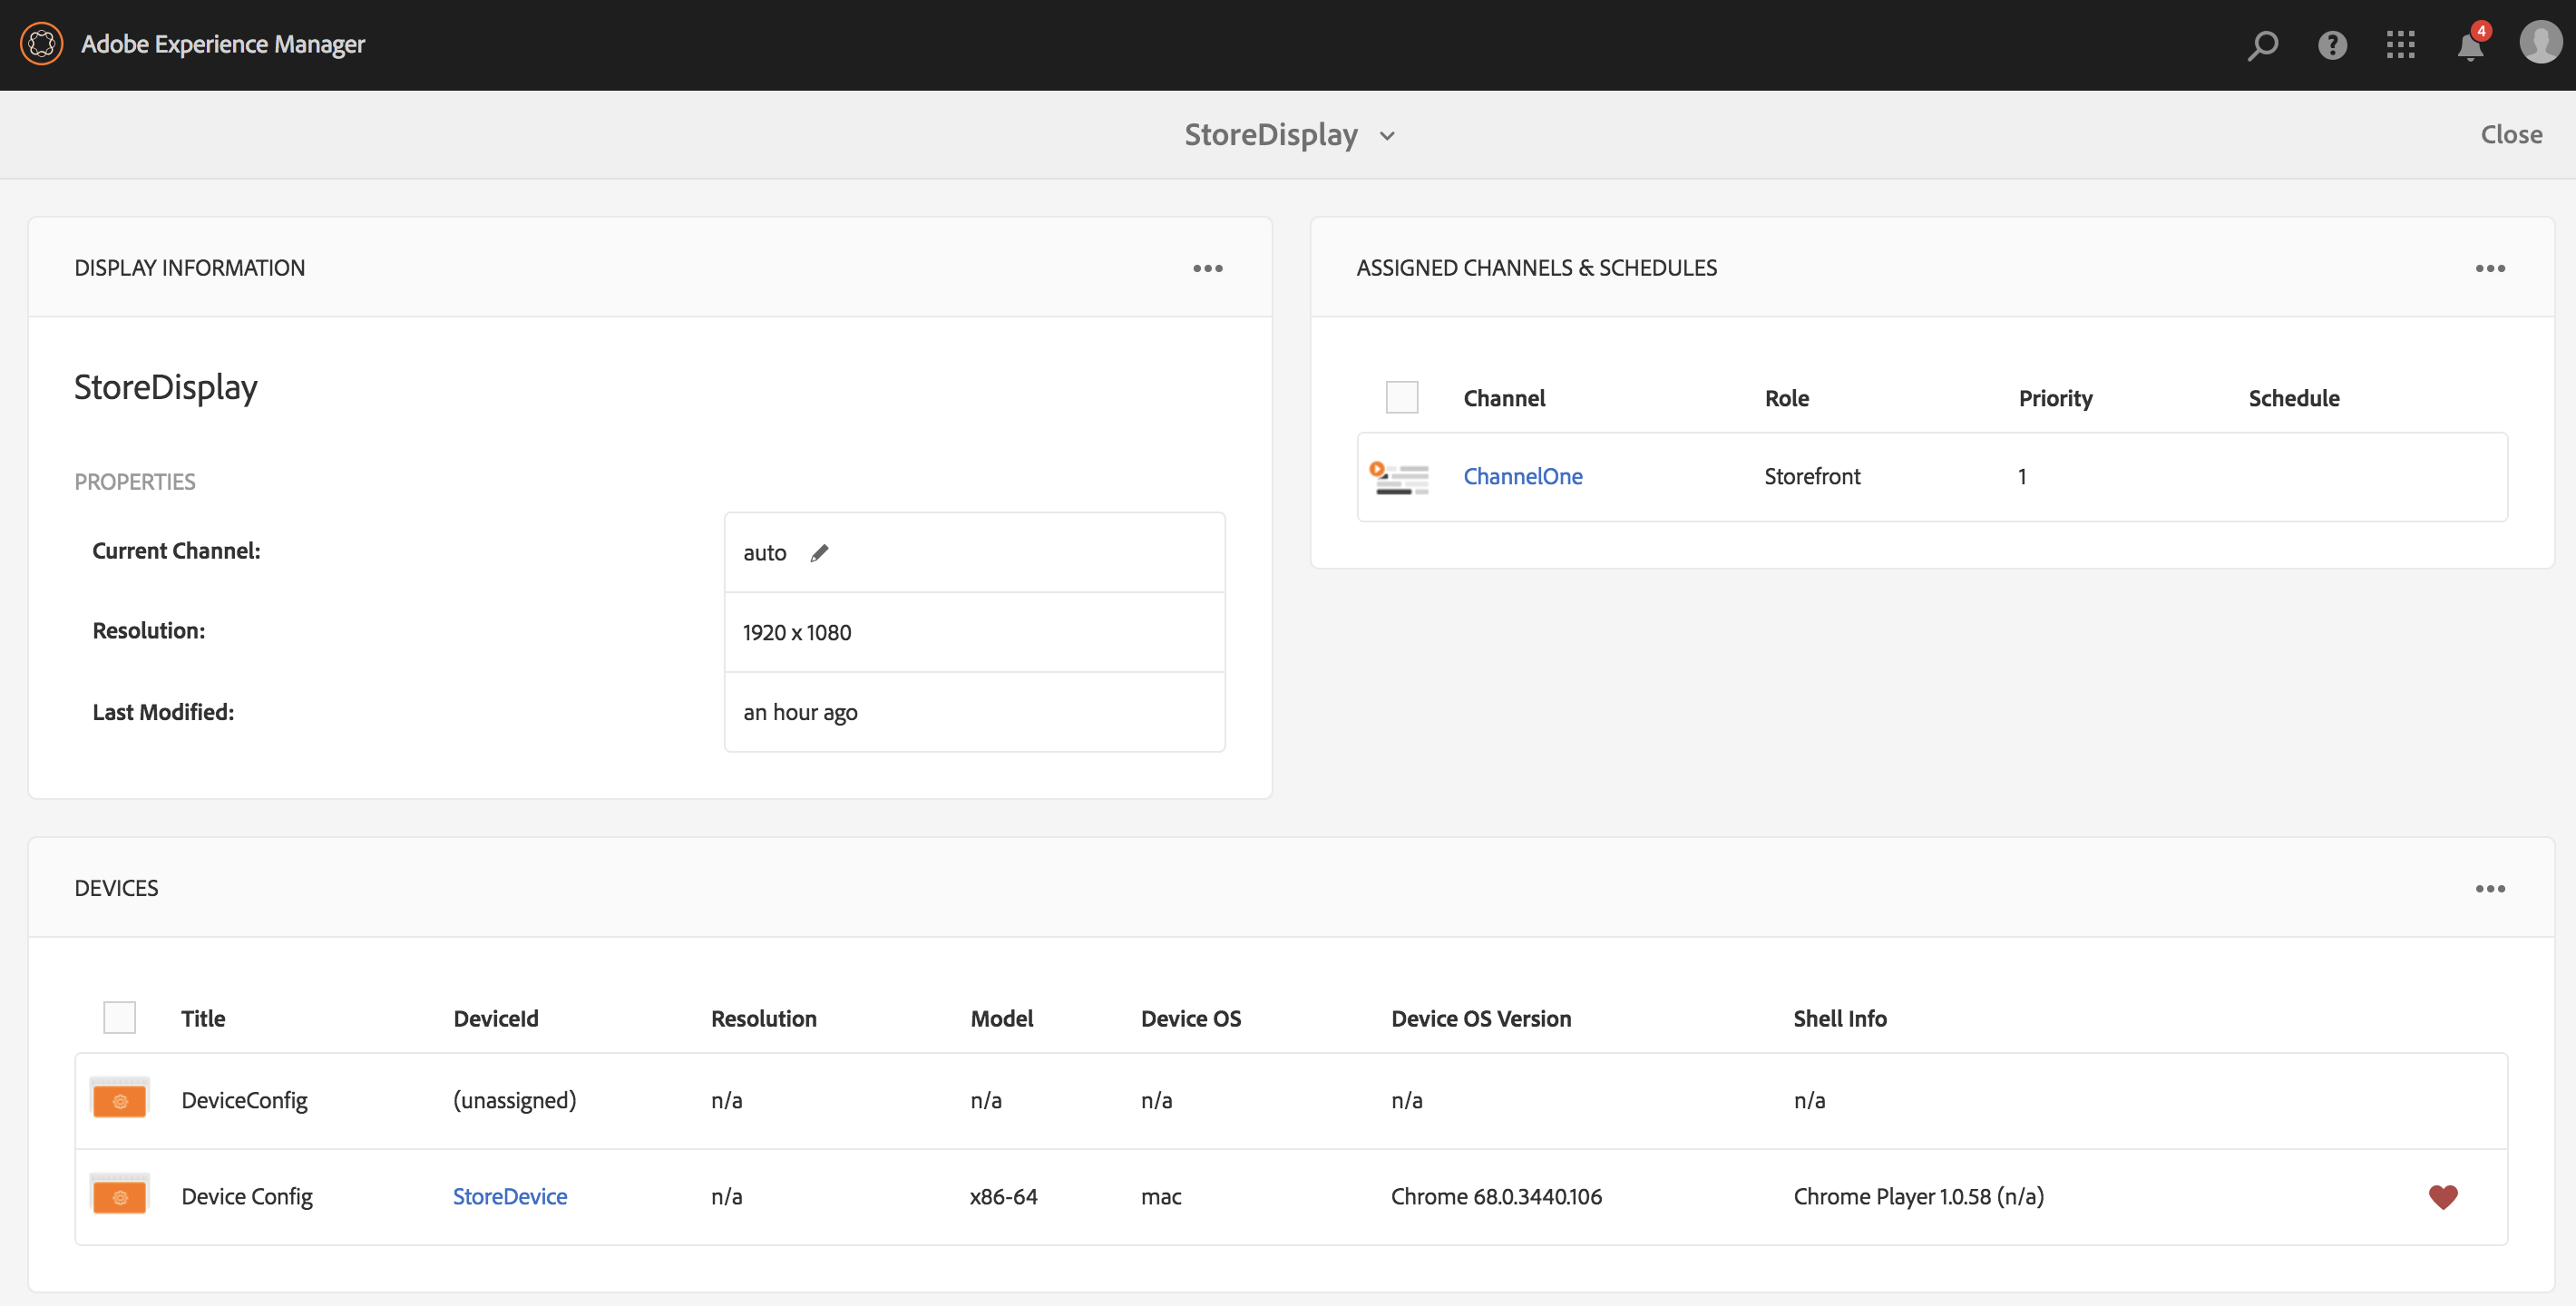 Adobe Experience Manager
4
StoreDisplay
Close
DISPLAY INFORMATION
StoreDisplay
PROPERTIES
Current Channel: auto
Resolution: 1920 x 1080
Last Modified: an hour ago
ASSIGNED CHANNELS & SCHEDULES
Channel Role Priority Schedule
ChannelOne Storefront 1
DEVICES
Title DeviceId Resolution Model Device OS Device OS Version Shell Info
DeviceConfig (unassigned) n/a n/a n/a n/a n/a
Device Config StoreDevice n/a x86-64 mac Chrome 68.0.3440.106 Chrome Player 1.0.58 (n/a)